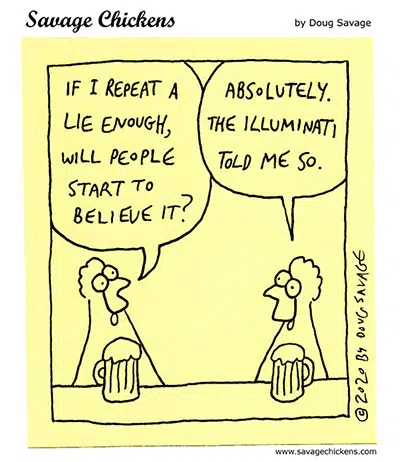 Savage Chickens
by Doug Savage
IF I REPEAT A
LIE ENOUGH,
WILL PEOPLE
START TO
BELIEVE IT?
ABSOLUTELY.
THE ILLUMINATI
TOLD ME SO.
©2020 BY DOUG SAVAGE
www.savagechickens.com